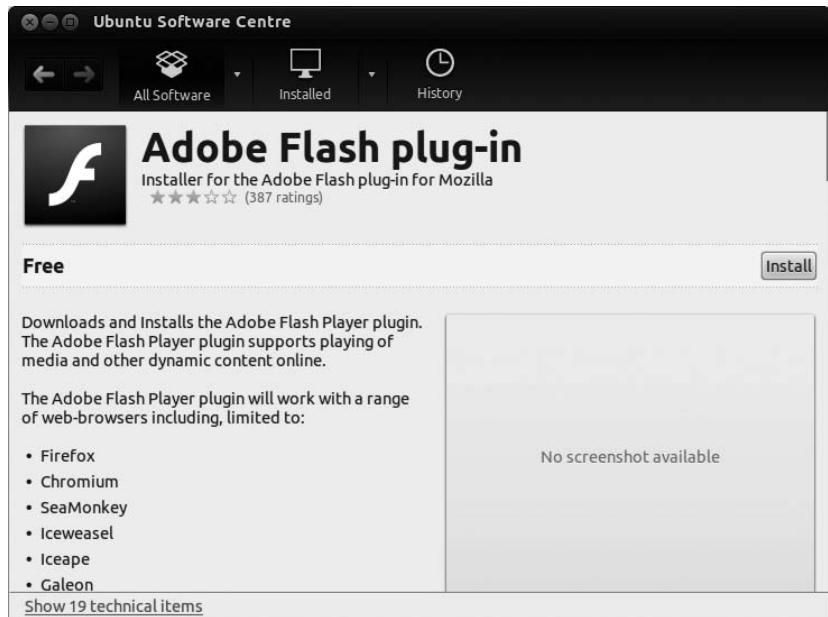 Ubuntu Software Centre
All Software
Installed
History
Adobe Flash plug-in
Installer for the Adobe Flash plug-in for Mozilla
(387 ratings)
Free
Install
Downloads and Installs the Adobe Flash Player plugin.
The Adobe Flash Player plugin supports playing of
media and other dynamic content online.
The Adobe Flash Player plugin will work with a range
of web-browsers including, limited to:
• Firefox
• Chromium
• SeaMonkey
• Iceweasel
• Iceape
• Galeon
No screenshot available
Show 19 technical items